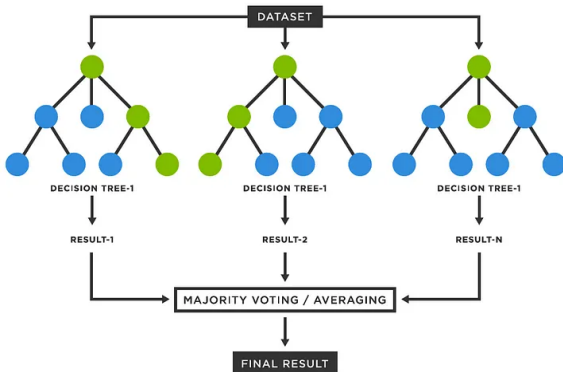 DATASET
DECISION TREE-1 DECISION TREE-1 DECISION TREE-1
RESULT-1 RESULT-2 RESULT-N
MAJORITY VOTING / AVERAGING
FINAL RESULT